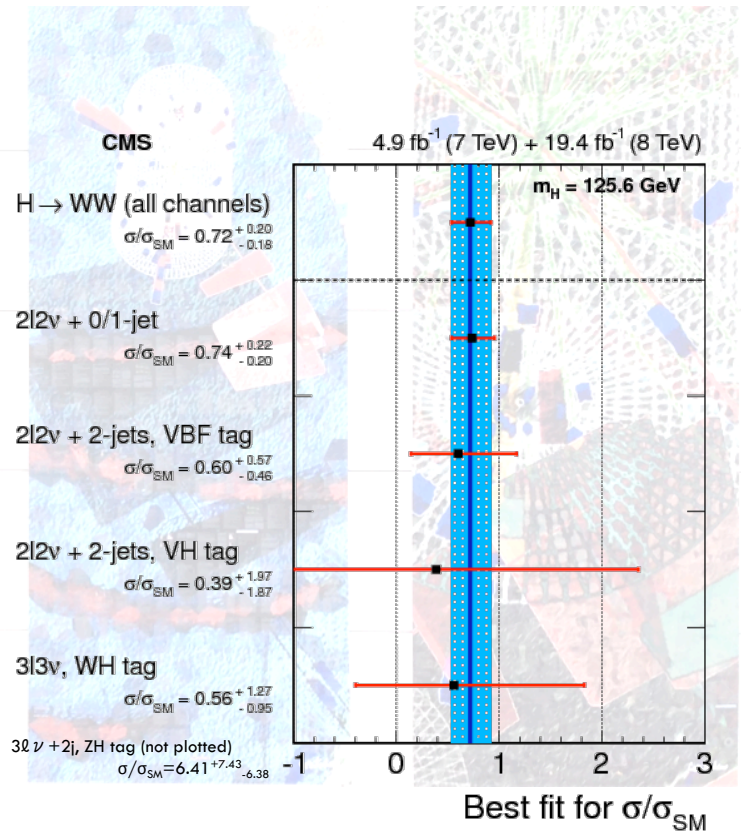 CMS
4.9 fb⁻¹ (7 TeV) + 19.4 fb⁻¹ (8 TeV)
m_H = 125.6 GeV
H → WW (all channels)
σ/σ_SM = 0.72 + 0.20 - 0.18
2l2ν + 0/1-jet
σ/σ_SM = 0.74 + 0.22 - 0.20
2l2ν + 2-jets, VBF tag
σ/σ_SM = 0.60 + 0.57 - 0.46
2l2ν + 2-jets, VH tag
σ/σ_SM = 0.39 + 1.97 - 1.87
3l3ν, WH tag
σ/σ_SM = 0.56 + 1.27 - 0.95
3ℓν+2j, ZH tag (not plotted)
σ/σ_SM=6.41 +7.43 -6.38
-1 0 1 2 3
Best fit for σ/σ_SM